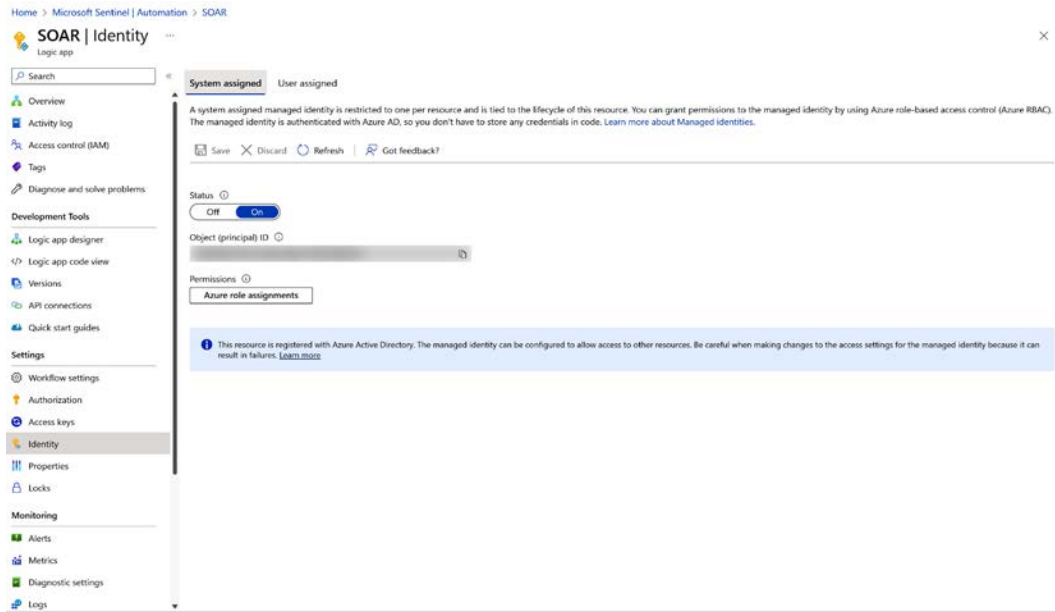 Home > Microsoft Sentinel | Automation > SOAR
SOAR | Identity ...
Logic app
Search
Overview
Activity log
Access control (IAM)
Tags
Diagnose and solve problems
Development Tools
Logic app designer
Logic app code view
Versions
API connections
Quick start guides
Settings
Workflow settings
Authorization
Access keys
Identity
Properties
Locks
Monitoring
Alerts
Metrics
Diagnostic settings
Logs
System assigned User assigned
A system assigned managed identity is restricted to one per resource and is tied to the lifecycle of this resource. You can grant permissions to the managed identity by using Azure role-based access control (Azure RBAC).
The managed identity is authenticated with Azure AD, so you don't have to store any credentials in code. Learn more about Managed identities.
Save Discard Refresh Got feedback?
Status
Off On
Object (principal) ID
Permissions
Azure role assignments
This resource is registered with Azure Active Directory. The managed identity can be configured to allow access to other resources. Be careful when making changes to the access settings for the managed identity because it can
result in failures. Learn more